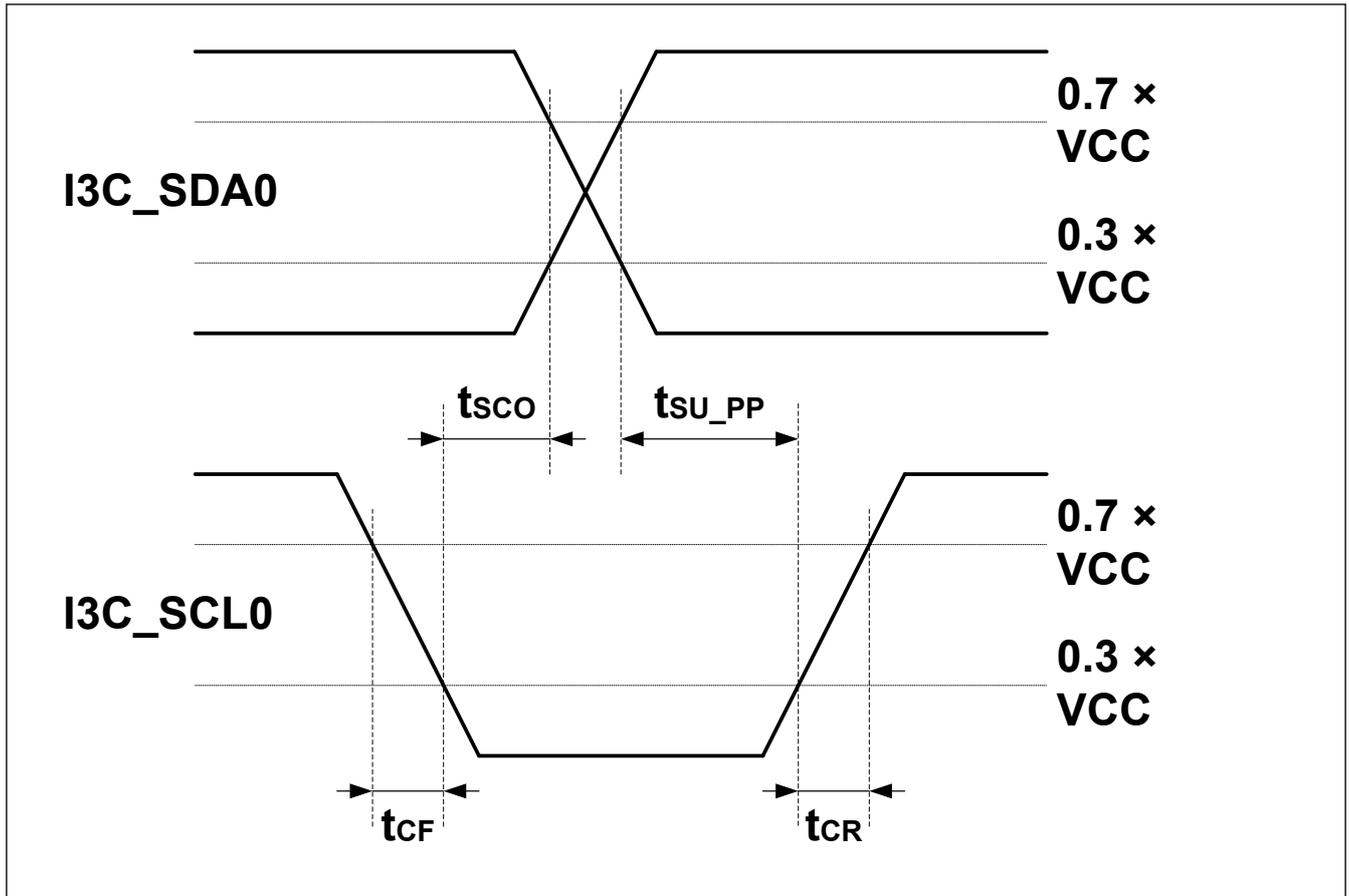 0.7 ×
VCC
I3C_SDA0
0.3 ×
VCC
tSCO
tSU_PP
0.7 ×
VCC
I3C_SCL0
0.3 ×
VCC
tCF
tCR